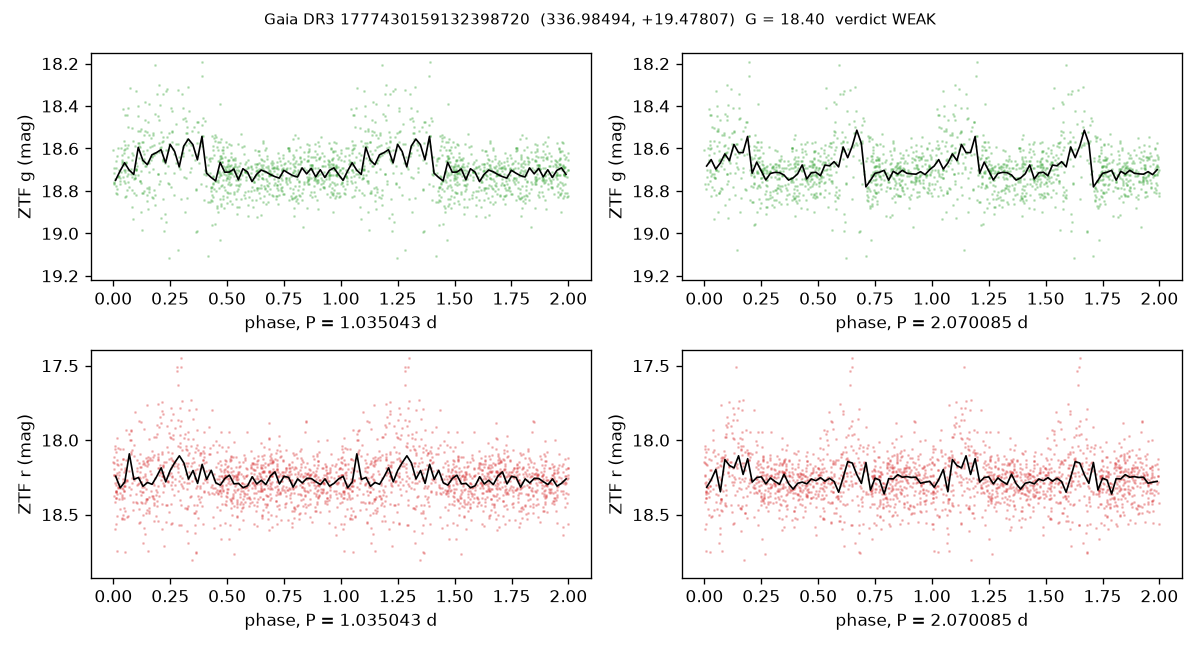 Gaia DR3 1777430159132398720  (336.98494, +19.47807)  G = 18.40  verdict WEAK
ZTF g (mag)
18.2
18.4
18.6
18.8
19.0
19.2
0.00 0.25 0.50 0.75 1.00 1.25 1.50 1.75 2.00
phase, P = 1.035043 d
ZTF g (mag)
18.2
18.4
18.6
18.8
19.0
19.2
0.00 0.25 0.50 0.75 1.00 1.25 1.50 1.75 2.00
phase, P = 2.070085 d
ZTF r (mag)
17.5
18.0
18.5
0.00 0.25 0.50 0.75 1.00 1.25 1.50 1.75 2.00
phase, P = 1.035043 d
ZTF r (mag)
17.5
18.0
18.5
0.00 0.25 0.50 0.75 1.00 1.25 1.50 1.75 2.00
phase, P = 2.070085 d